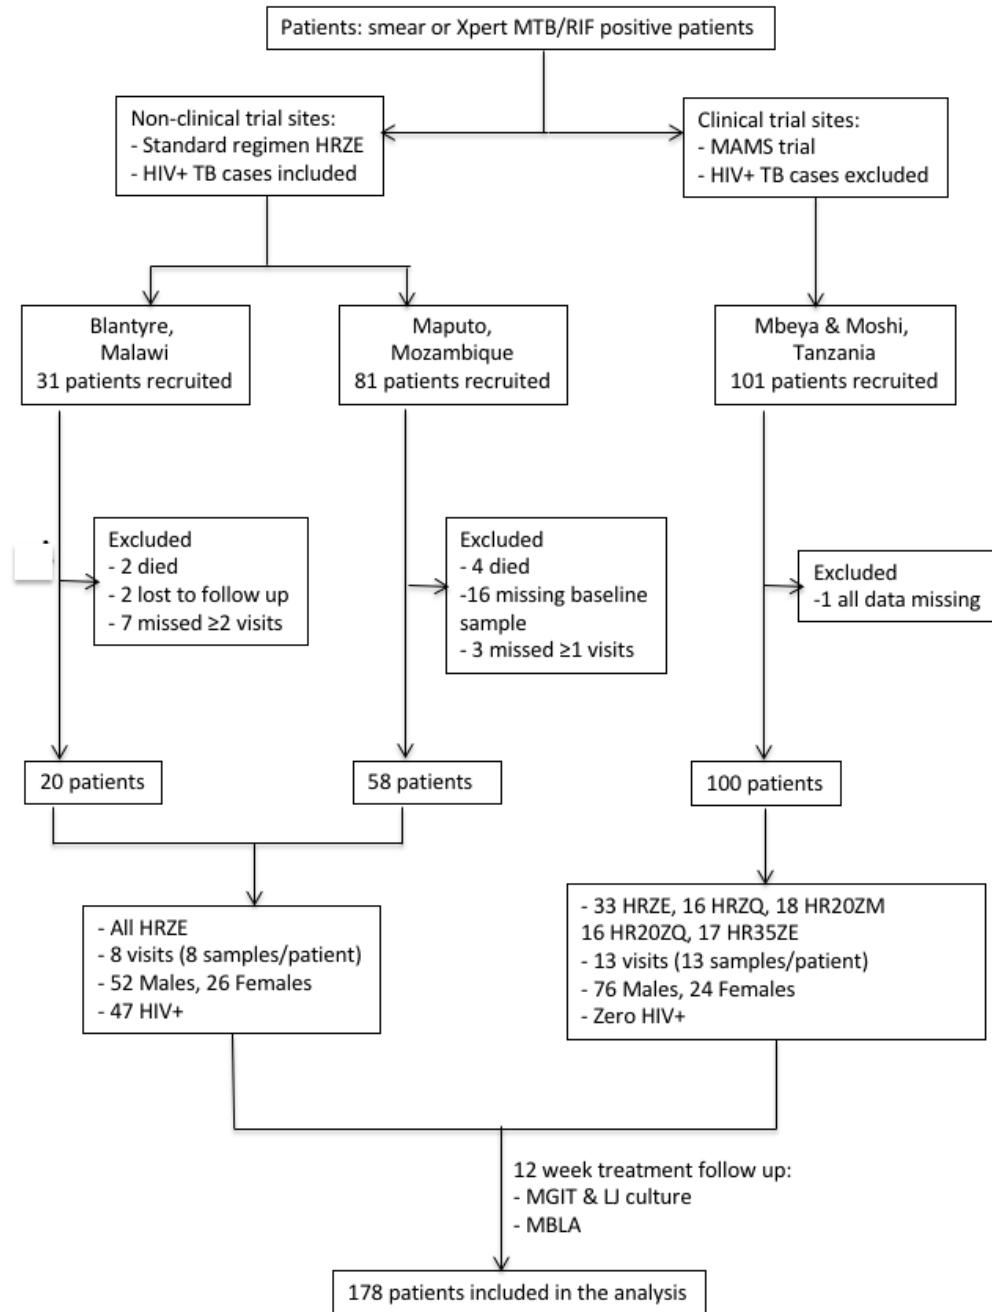 Patients: smear or Xpert MTB/RIF positive patients
Non-clinical trial sites:
- Standard regimen HRZE
- HIV+ TB cases included
Clinical trial sites:
- MAMS trial
- HIV+ TB cases excluded
Blantyre,
Malawi
31 patients recruited
Maputo,
Mozambique
81 patients recruited
Mbeya & Moshi,
Tanzania
101 patients recruited
Excluded
- 2 died
- 2 lost to follow up
- 7 missed ≥2 visits
Excluded
- 4 died
-16 missing baseline
sample
- 3 missed ≥1 visits
Excluded
-1 all data missing
20 patients
58 patients
100 patients
- All HRZE
- 8 visits (8 samples/patient)
- 52 Males, 26 Females
- 47 HIV+
- 33 HRZE, 16 HRZQ, 18 HR20ZM
16 HR20ZQ, 17 HR35ZE
- 13 visits (13 samples/patient)
- 76 Males, 24 Females
- Zero HIV+
12 week treatment follow up:
- MGIT & LJ culture
- MBLA
178 patients included in the analysis